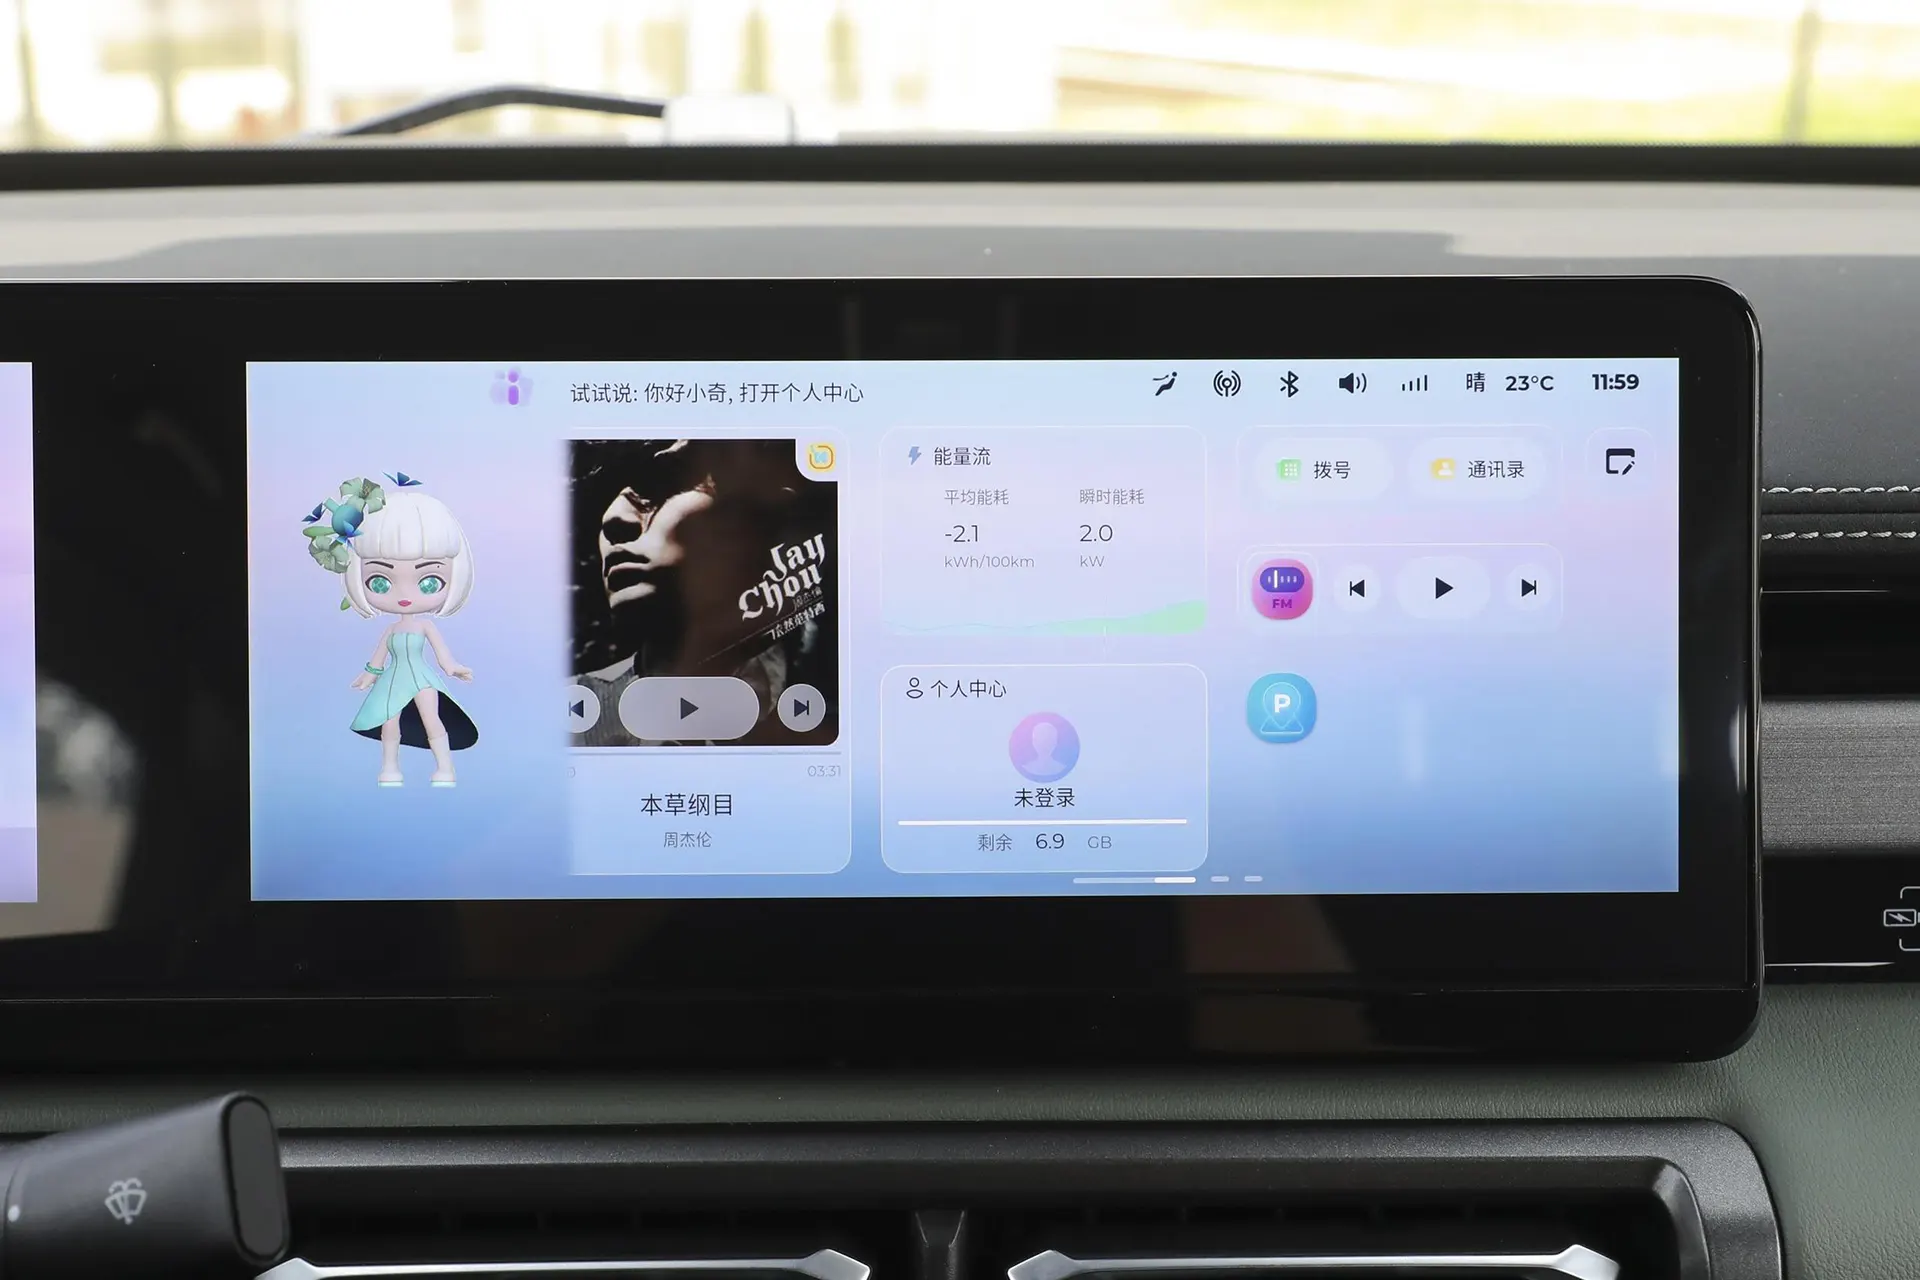 试试说: 你好小奇, 打开个人中心
晴 23°C 11:59
Jay
Chou
周杰伦
依然范特西
03:31
本草纲目
周杰伦
能量流
平均能耗 瞬时能耗
-2.1 2.0
kWh/100km kW
个人中心
未登录
剩余 6.9 GB
拨号 通讯录
FM
P